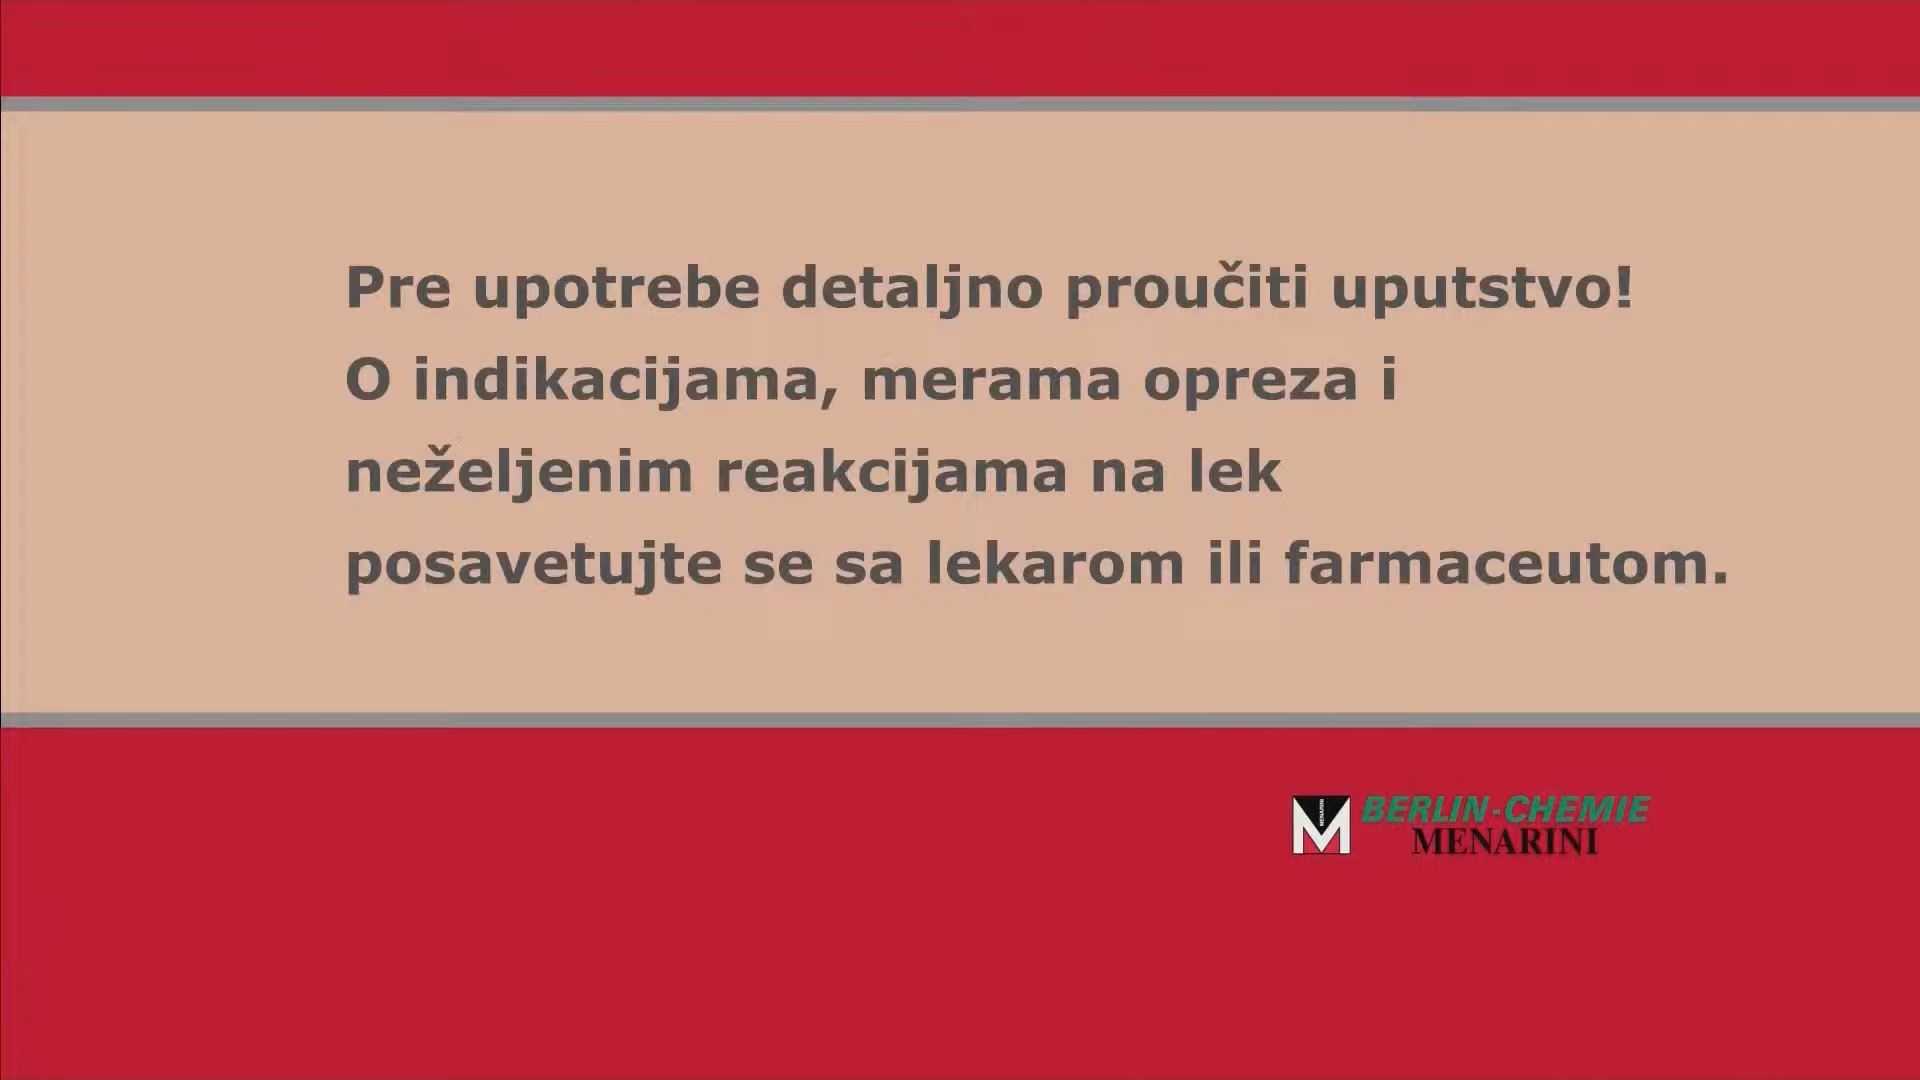 Pre upotrebe detaljno proučiti uputstvo!
O indikacijama, merama opreza i
neželjenim reakcijama na lek
posavetujte se sa lekarom ili farmaceutom.
MENARINI
M
BERLIN-CHEMIE
MENARINI